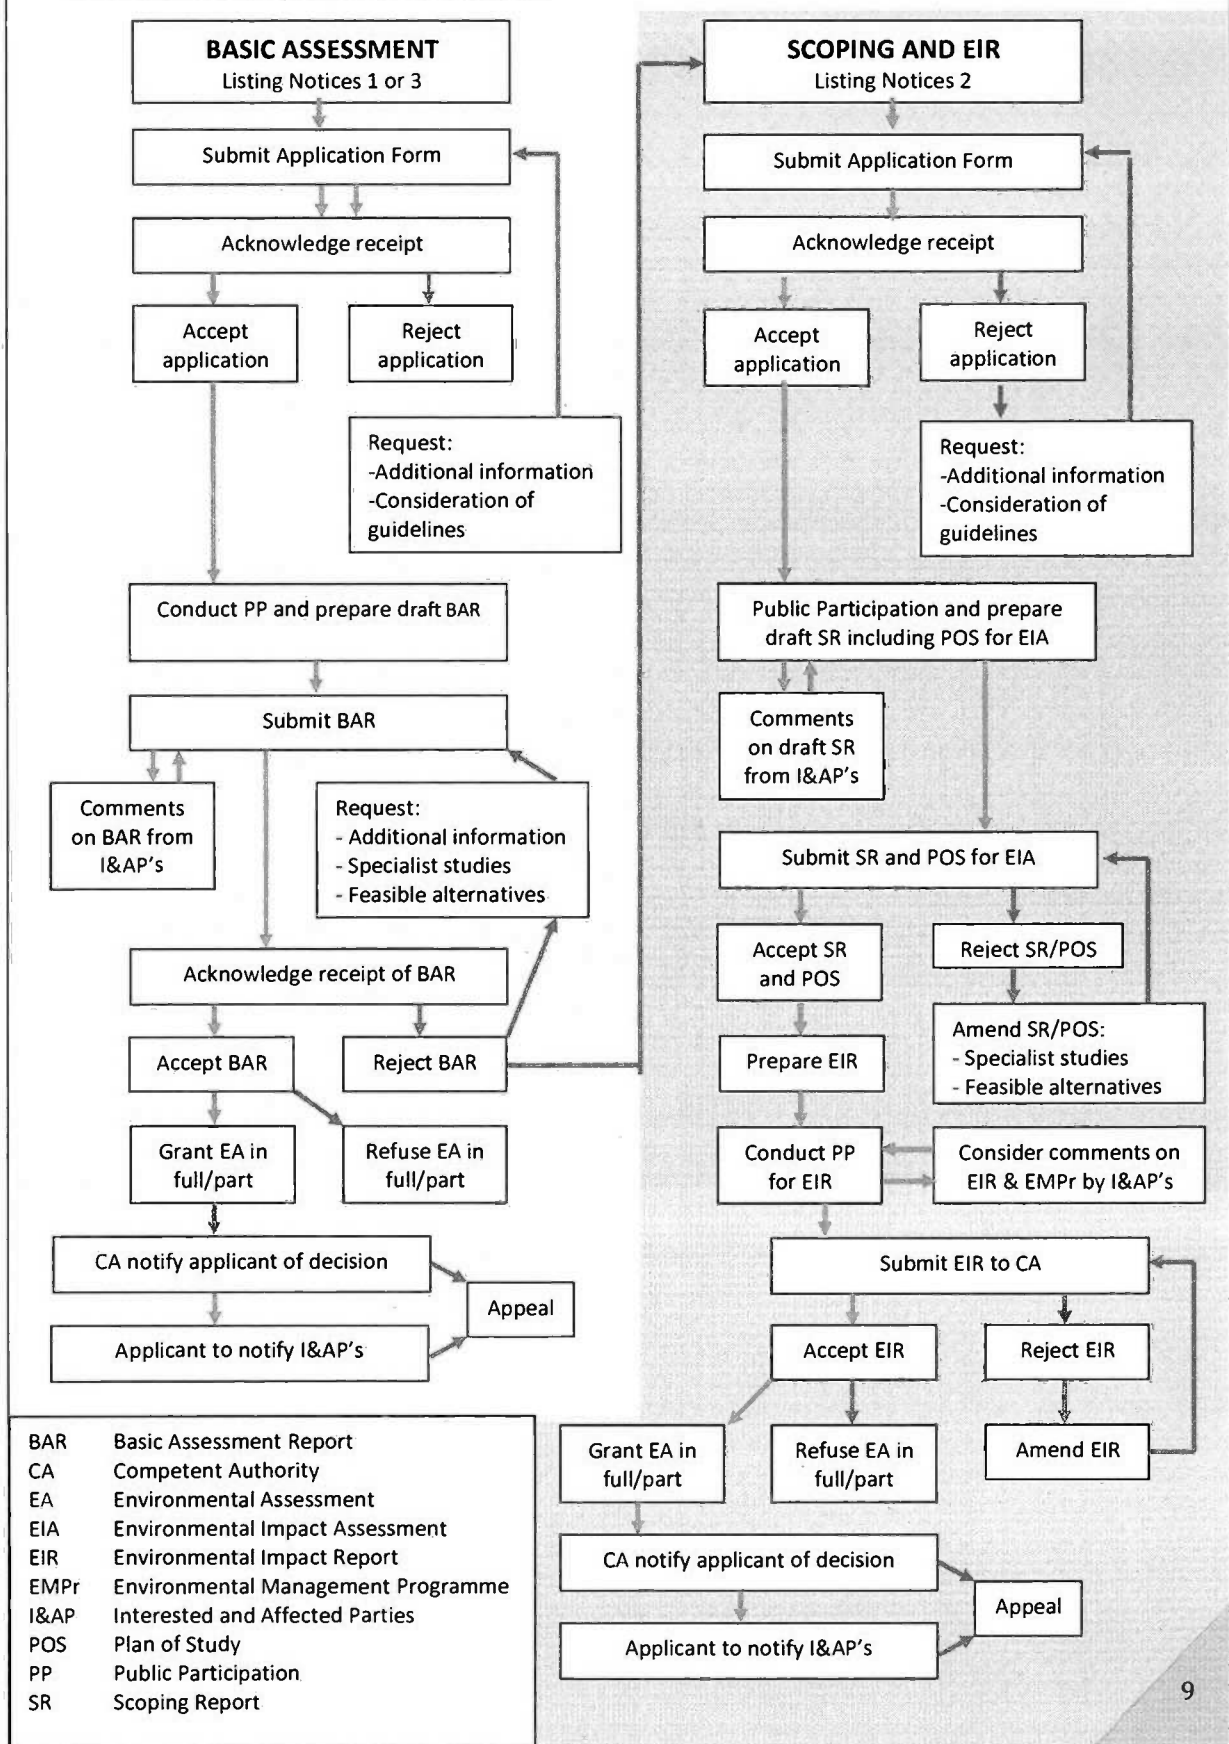 BASIC ASSESSMENT
Listing Notices 1 or 3
Submit Application Form
Acknowledge receipt
Accept
application
Reject
application
Request:
-Additional information
-Consideration of
guidelines
Conduct PP and prepare draft BAR
Submit BAR
Comments
on BAR from
I&AP's
Request:
- Additional information
- Specialist studies
- Feasible alternatives
Acknowledge receipt of BAR
Accept BAR
Reject BAR
Grant EA in
full/part
Refuse EA in
full/part
CA notify applicant of decision
Appeal
Applicant to notify I&AP's
SCOPING AND EIR
Listing Notices 2
Submit Application Form
Acknowledge receipt
Accept
application
Reject
application
Request:
-Additional information
-Consideration of
guidelines
Public Participation and prepare
draft SR including POS for EIA
Comments
on draft SR
from I&AP's
Submit SR and POS for EIA
Accept SR
and POS
Reject SR/POS
Prepare EIR
Amend SR/POS:
- Specialist studies
- Feasible alternatives
Conduct PP
for EIR
Consider comments on
EIR & EMPr by I&AP's
Submit EIR to CA
Accept EIR
Reject EIR
Grant EA in
full/part
Refuse EA in
full/part
Amend EIR
CA notify applicant of decision
Appeal
Applicant to notify I&AP's
BAR Basic Assessment Report
CA Competent Authority
EA Environmental Assessment
EIA Environmental Impact Assessment
EIR Environmental Impact Report
EMPr Environmental Management Programme
I&AP Interested and Affected Parties
POS Plan of Study
PP Public Participation
SR Scoping Report
9